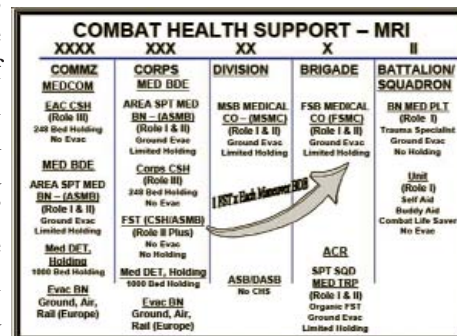 COMBAT HEALTH SUPPORT – MRI
XXXX
COMMZ
MEDCOM
EAC CSH
(Role III)
248 Bed Holding
No Evac
MED BDE
AREA SPT MED
BN – (ASMB)
(Role I & II)
Ground Evac
Limited Holding
Med DET,
Holding
1000 Bed Holding
Evac BN
Ground, Air,
Rail (Europe)
XXX
CORPS
MED BDE
AREA SPT MED
BN – (ASMB)
(Role I & II)
Ground Evac
Limited Holding
Corps CSH
(Role III)
248 Bed Holding
No Evac
FST (CSH/ASMB)
(Role II Plus)
No Evac
No Holding
Med DET, Holding
1000 Bed Holding
Evac BN
Ground, Air,
Rail (Europe)
XX
DIVISION
MSB MEDICAL
CO – (MSMC)
(Role I & II)
Ground Evac
Limited Holding
1 FST x Each Maneuver BDE
ASB/DASB
No CHS
X
BRIGADE
FSB MEDICAL
CO (FSMC)
(Role I & II)
Ground Evac
Limited Holding
ACR
SPT SQD
MED TRP
(Role I & II)
Organic FST
Ground Evac
Limited Holding
II
BATTALION/
SQUADRON
BN MED PLT
(Role I)
Trauma Specialist
Ground Evac
No Holding
Unit
(Role I)
Self Aid
Buddy Aid
Combat Life Saver
No Evac